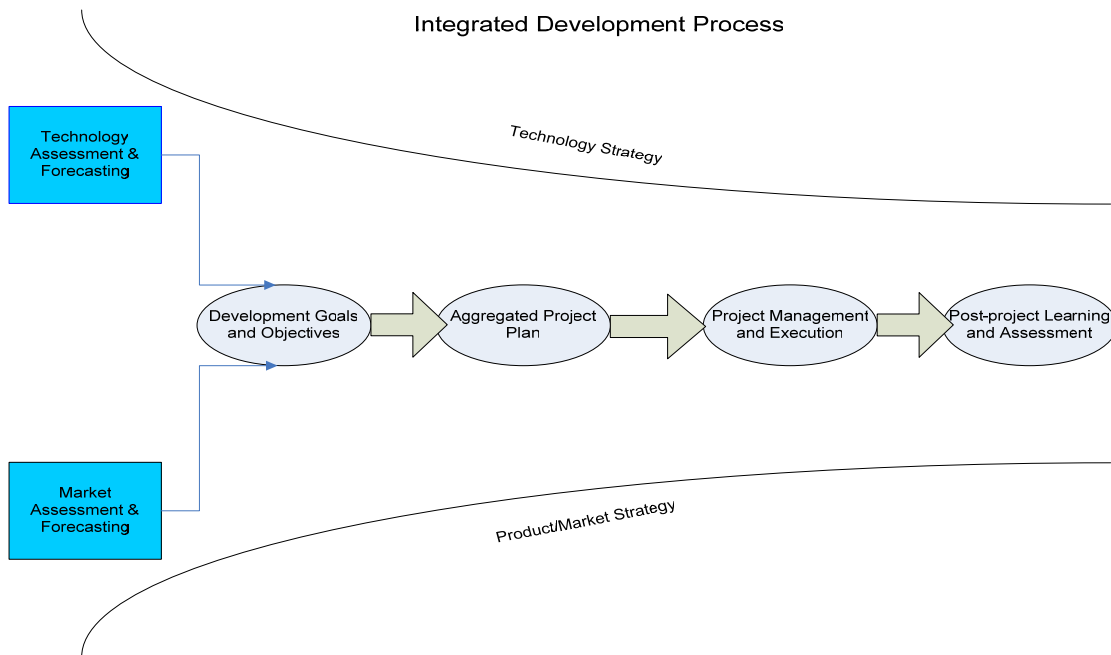 Integrated Development Process
Technology
Assessment &
Forecasting
Technology Strategy
Development Goals
and Objectives
Aggregated Project
Plan
Project Management
and Execution
Post-project Learning
and Assessment
Market
Assessment &
Forecasting
Product/Market Strategy